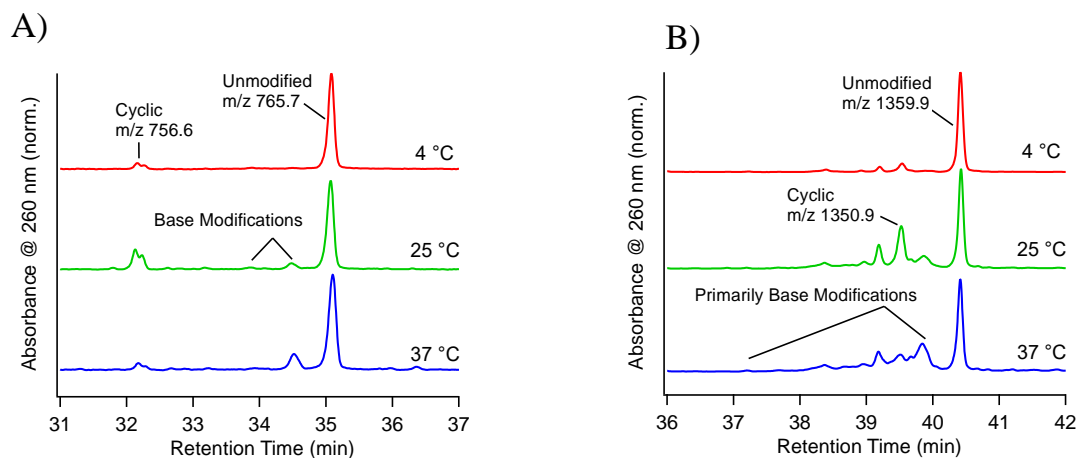 A)
Absorbance @ 260 nm (norm.)
Cyclic
m/z 756.6
Unmodified
m/z 765.7
4 °C
Base Modifications
25 °C
37 °C
31 32 33 34 35 36 37
Retention Time (min)
B)
Absorbance @ 260 nm (norm.)
Unmodified
m/z 1359.9
4 °C
Cyclic
m/z 1350.9
25 °C
Primarily Base Modifications
37 °C
36 37 38 39 40 41 42
Retention Time (min)